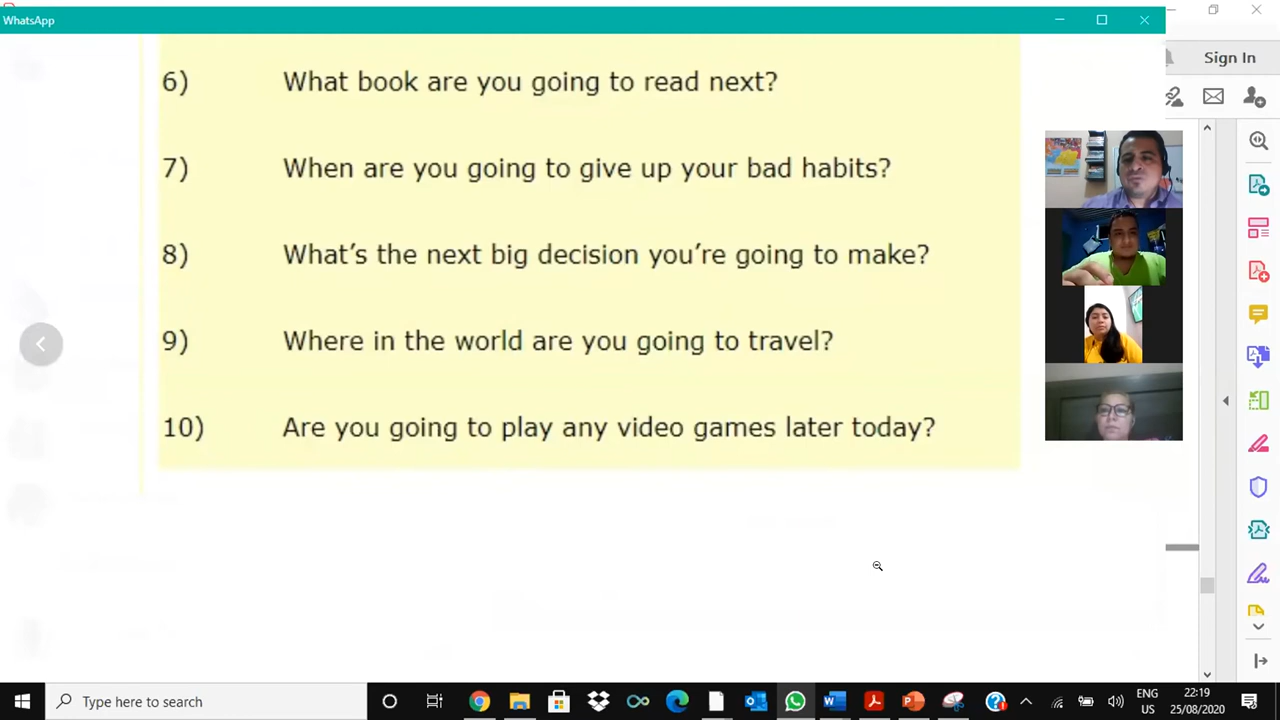 WhatsApp
Sign In
6) What book are you going to read next?
7) When are you going to give up your bad habits?
8) What's the next big decision you're going to make?
9) Where in the world are you going to travel?
10) Are you going to play any video games later today?
Type here to search
ENG
US
22:19
25/08/2020